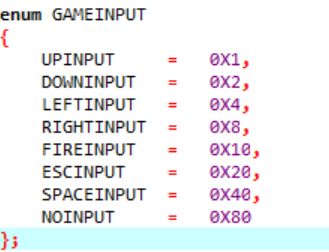 enum GAMEINPUT
{
UPINPUT = 0X1,
DOWNINPUT = 0X2,
LEFTINPUT = 0X4,
RIGHTINPUT = 0X8,
FIREINPUT = 0X10,
ESCINPUT = 0X20,
SPACEINPUT = 0X40,
NOINPUT = 0X80
};